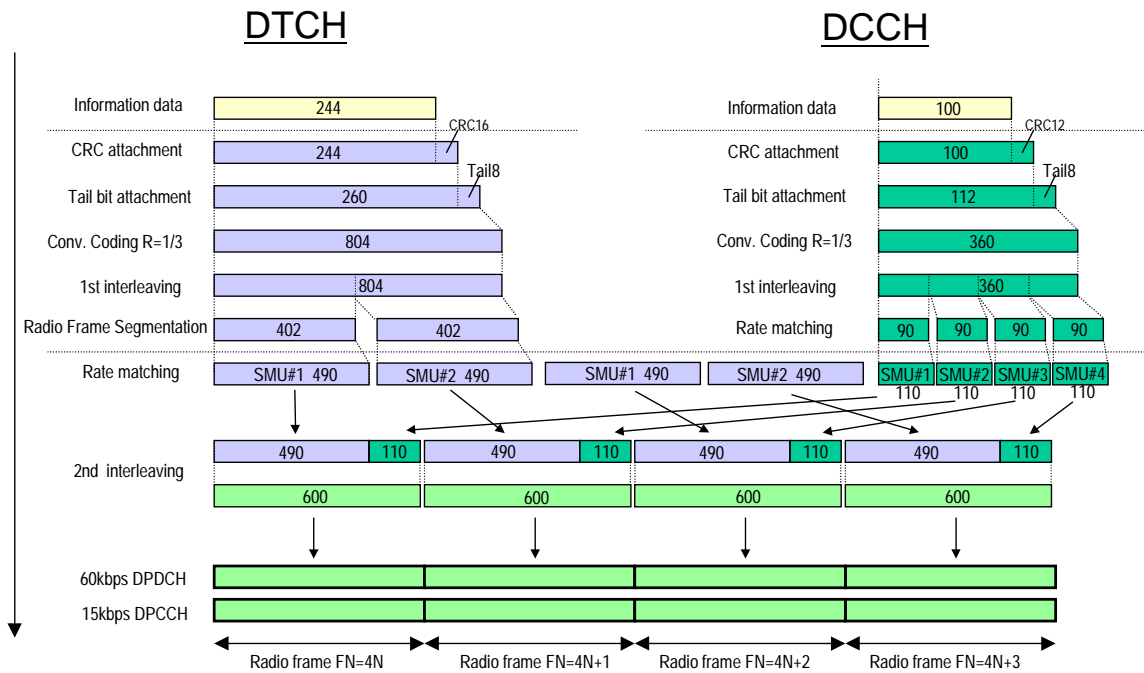 DTCH
DCCH
Information data
244
Information data
100
CRC16
CRC12
CRC attachment
244
CRC attachment
100
Tail8
Tail8
Tail bit attachment
260
Tail bit attachment
112
Conv. Coding R=1/3
804
Conv. Coding R=1/3
360
1st interleaving
804
1st interleaving
360
Radio Frame Segmentation
402
402
Rate matching
90
90
90
90
Rate matching
SMU#1 490
SMU#2 490
SMU#1 490
SMU#2 490
SMU#1
SMU#2
SMU#3
SMU#4
110
110
110
110
2nd interleaving
490
110
490
110
490
110
490
110
600
600
600
600
60kbps DPDCH
15kbps DPCCH
Radio frame FN=4N
Radio frame FN=4N+1
Radio frame FN=4N+2
Radio frame FN=4N+3